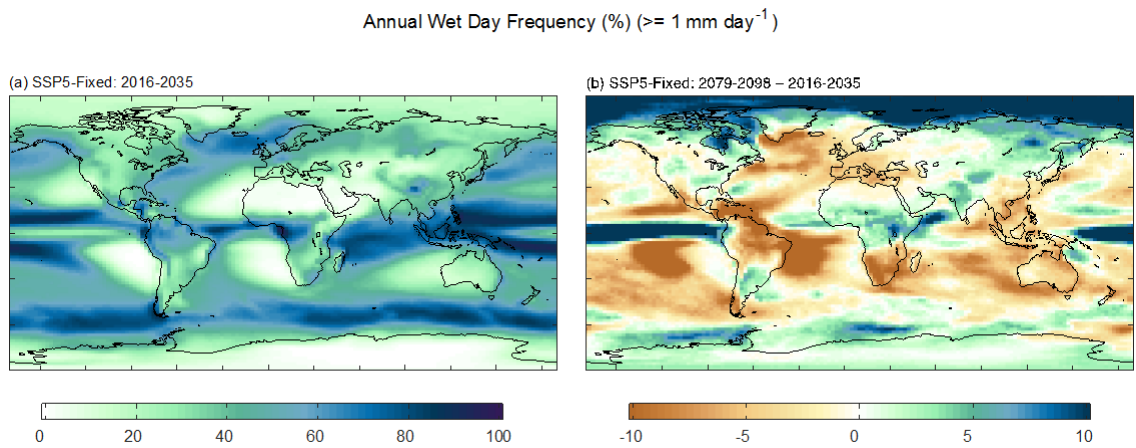 Annual Wet Day Frequency (%) (>= 1 mm day⁻¹)
(a) SSP5-Fixed: 2016-2035
(b) SSP5-Fixed: 2079-2098 – 2016-2035
0 20 40 60 80 100
-10 -5 0 5 10